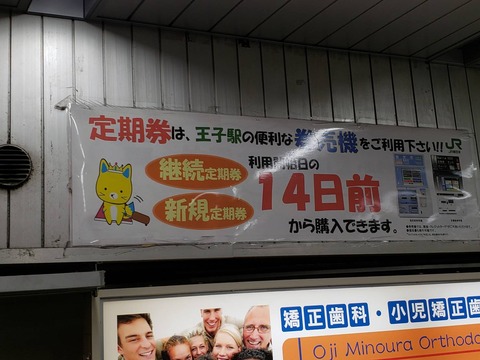 定期券は、王子駅の便利な券売機をご利用下さい!! JR
継続定期券
新規定期券
利用開始日の
14日前
から購入できます。
矯正歯科・小児矯正歯
Oji Minoura Orthodo